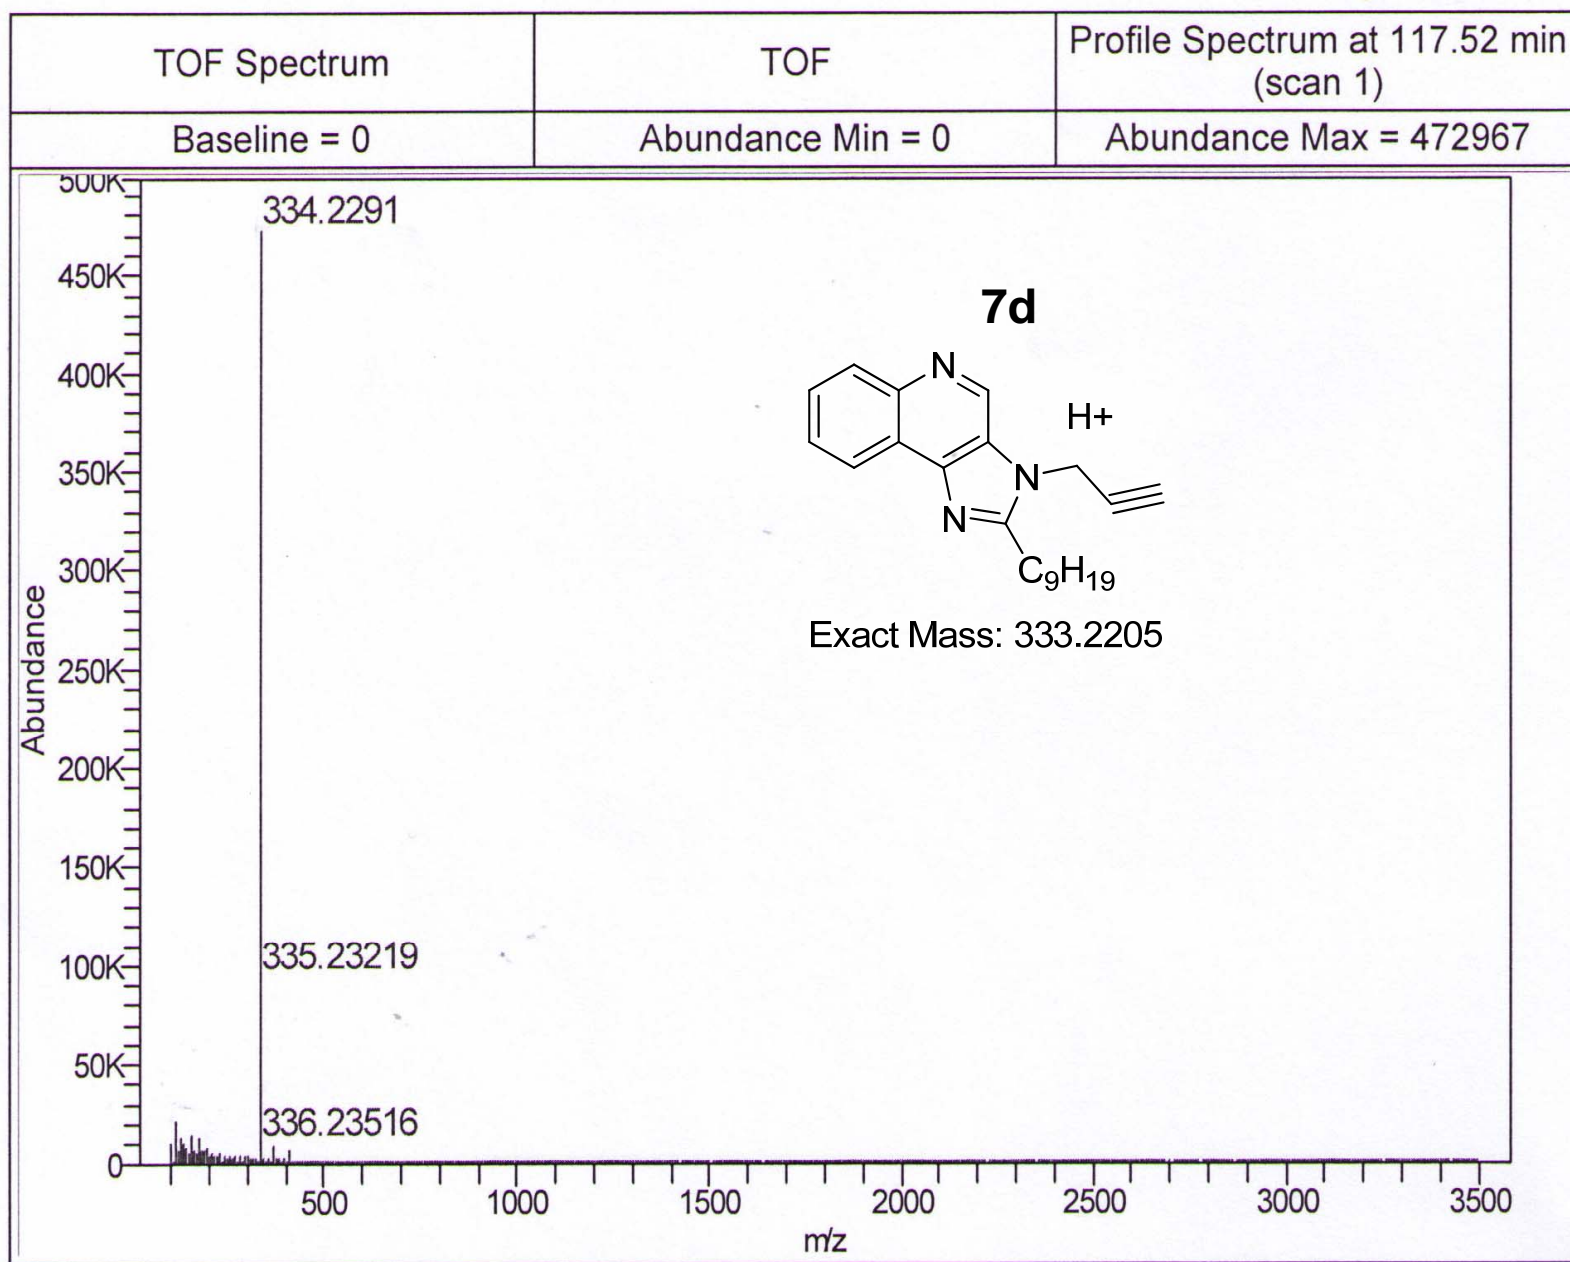 TOF Spectrum
TOF
Profile Spectrum at 117.52 min
(scan 1)
Baseline = 0
Abundance Min = 0
Abundance Max = 472967
500K
450K
400K
350K
300K
250K
200K
150K
100K
50K
0
Abundance
334.2291
335.23219
336.23516
7d
N
H+
N
N
C9H19
Exact Mass: 333.2205
500
1000
1500
2000
2500
3000
3500
m/z